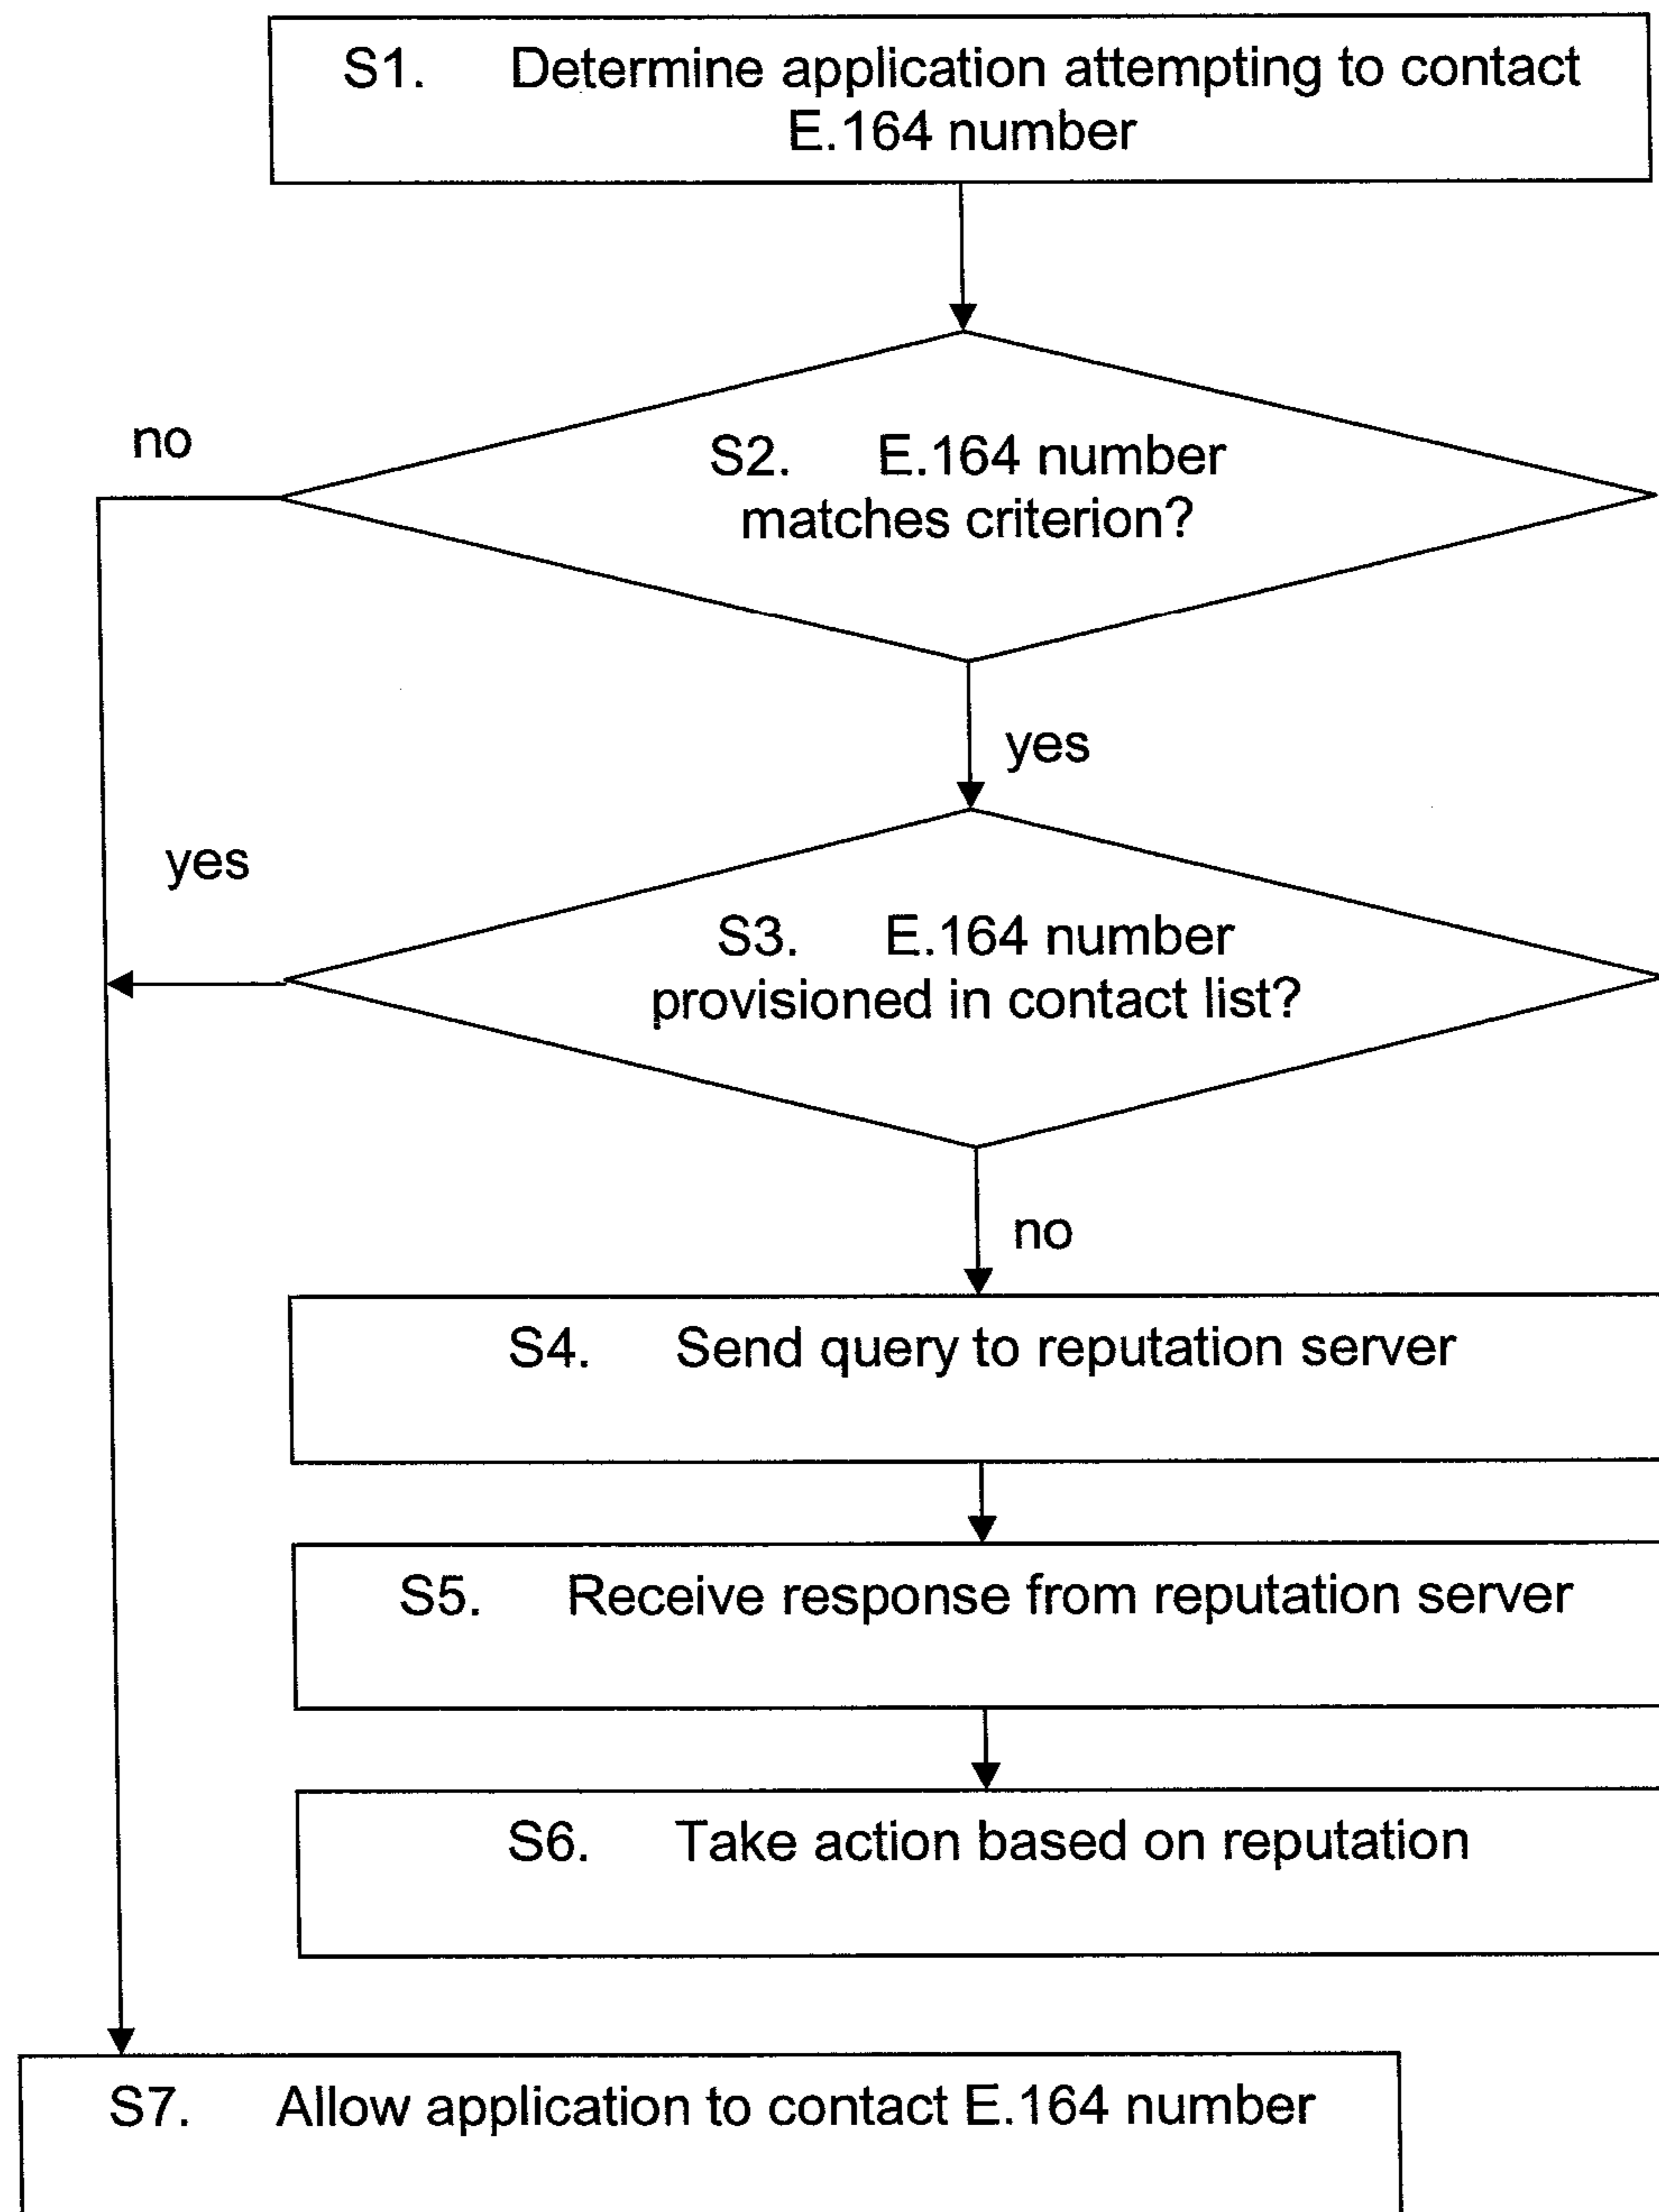 S1. Determine application attempting to contact
E.164 number
no
S2. E.164 number
matches criterion?
yes
yes
S3. E.164 number
provisioned in contact list?
no
S4. Send query to reputation server
S5. Receive response from reputation server
S6. Take action based on reputation
S7. Allow application to contact E.164 number